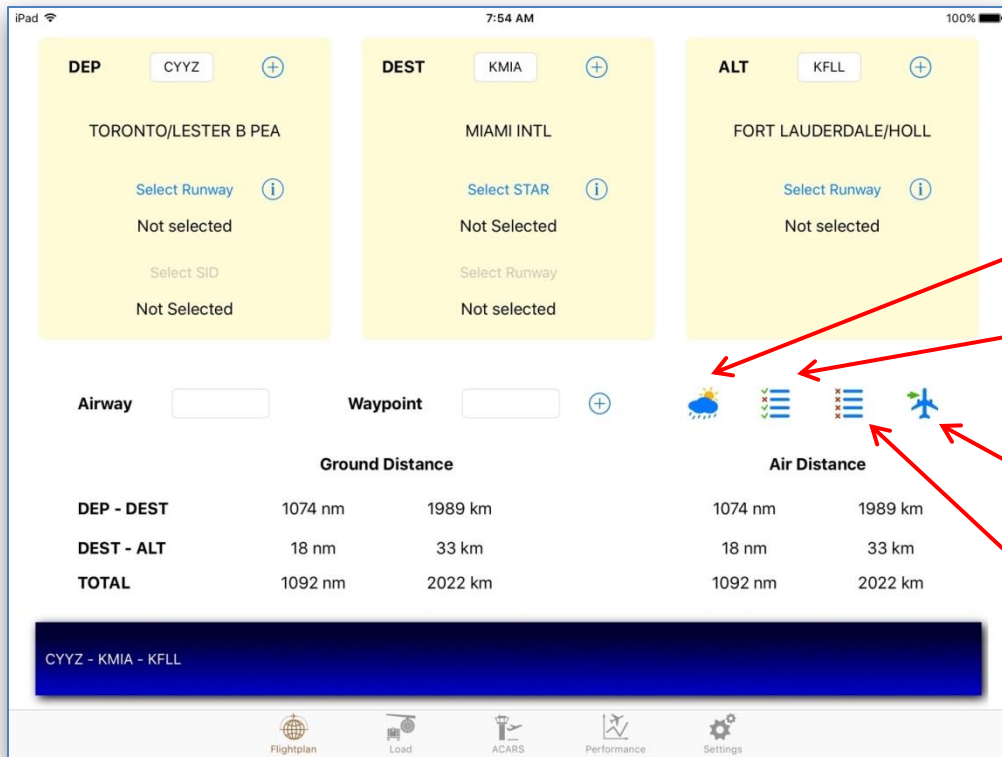 iPad 7:54 AM 100%
DEP CYYZ DEST KMIA ALT KFLL
TORONTO/LESTER B PEA MIAMI INTL FORT LAUDERDALE/HOLL
Select Runway Select STAR Select Runway
Not selected Not Selected Not selected
Select SID Select Runway
Not Selected Not selected
Airway Waypoint
Ground Distance Air Distance
DEP - DEST 1074 nm 1989 km 1074 nm 1989 km
DEST - ALT 18 nm 33 km 18 nm 33 km
TOTAL 1092 nm 2022 km 1092 nm 2022 km
CYYZ - KMIA - KFLL
Flightplan Load ACARS Performance Settings